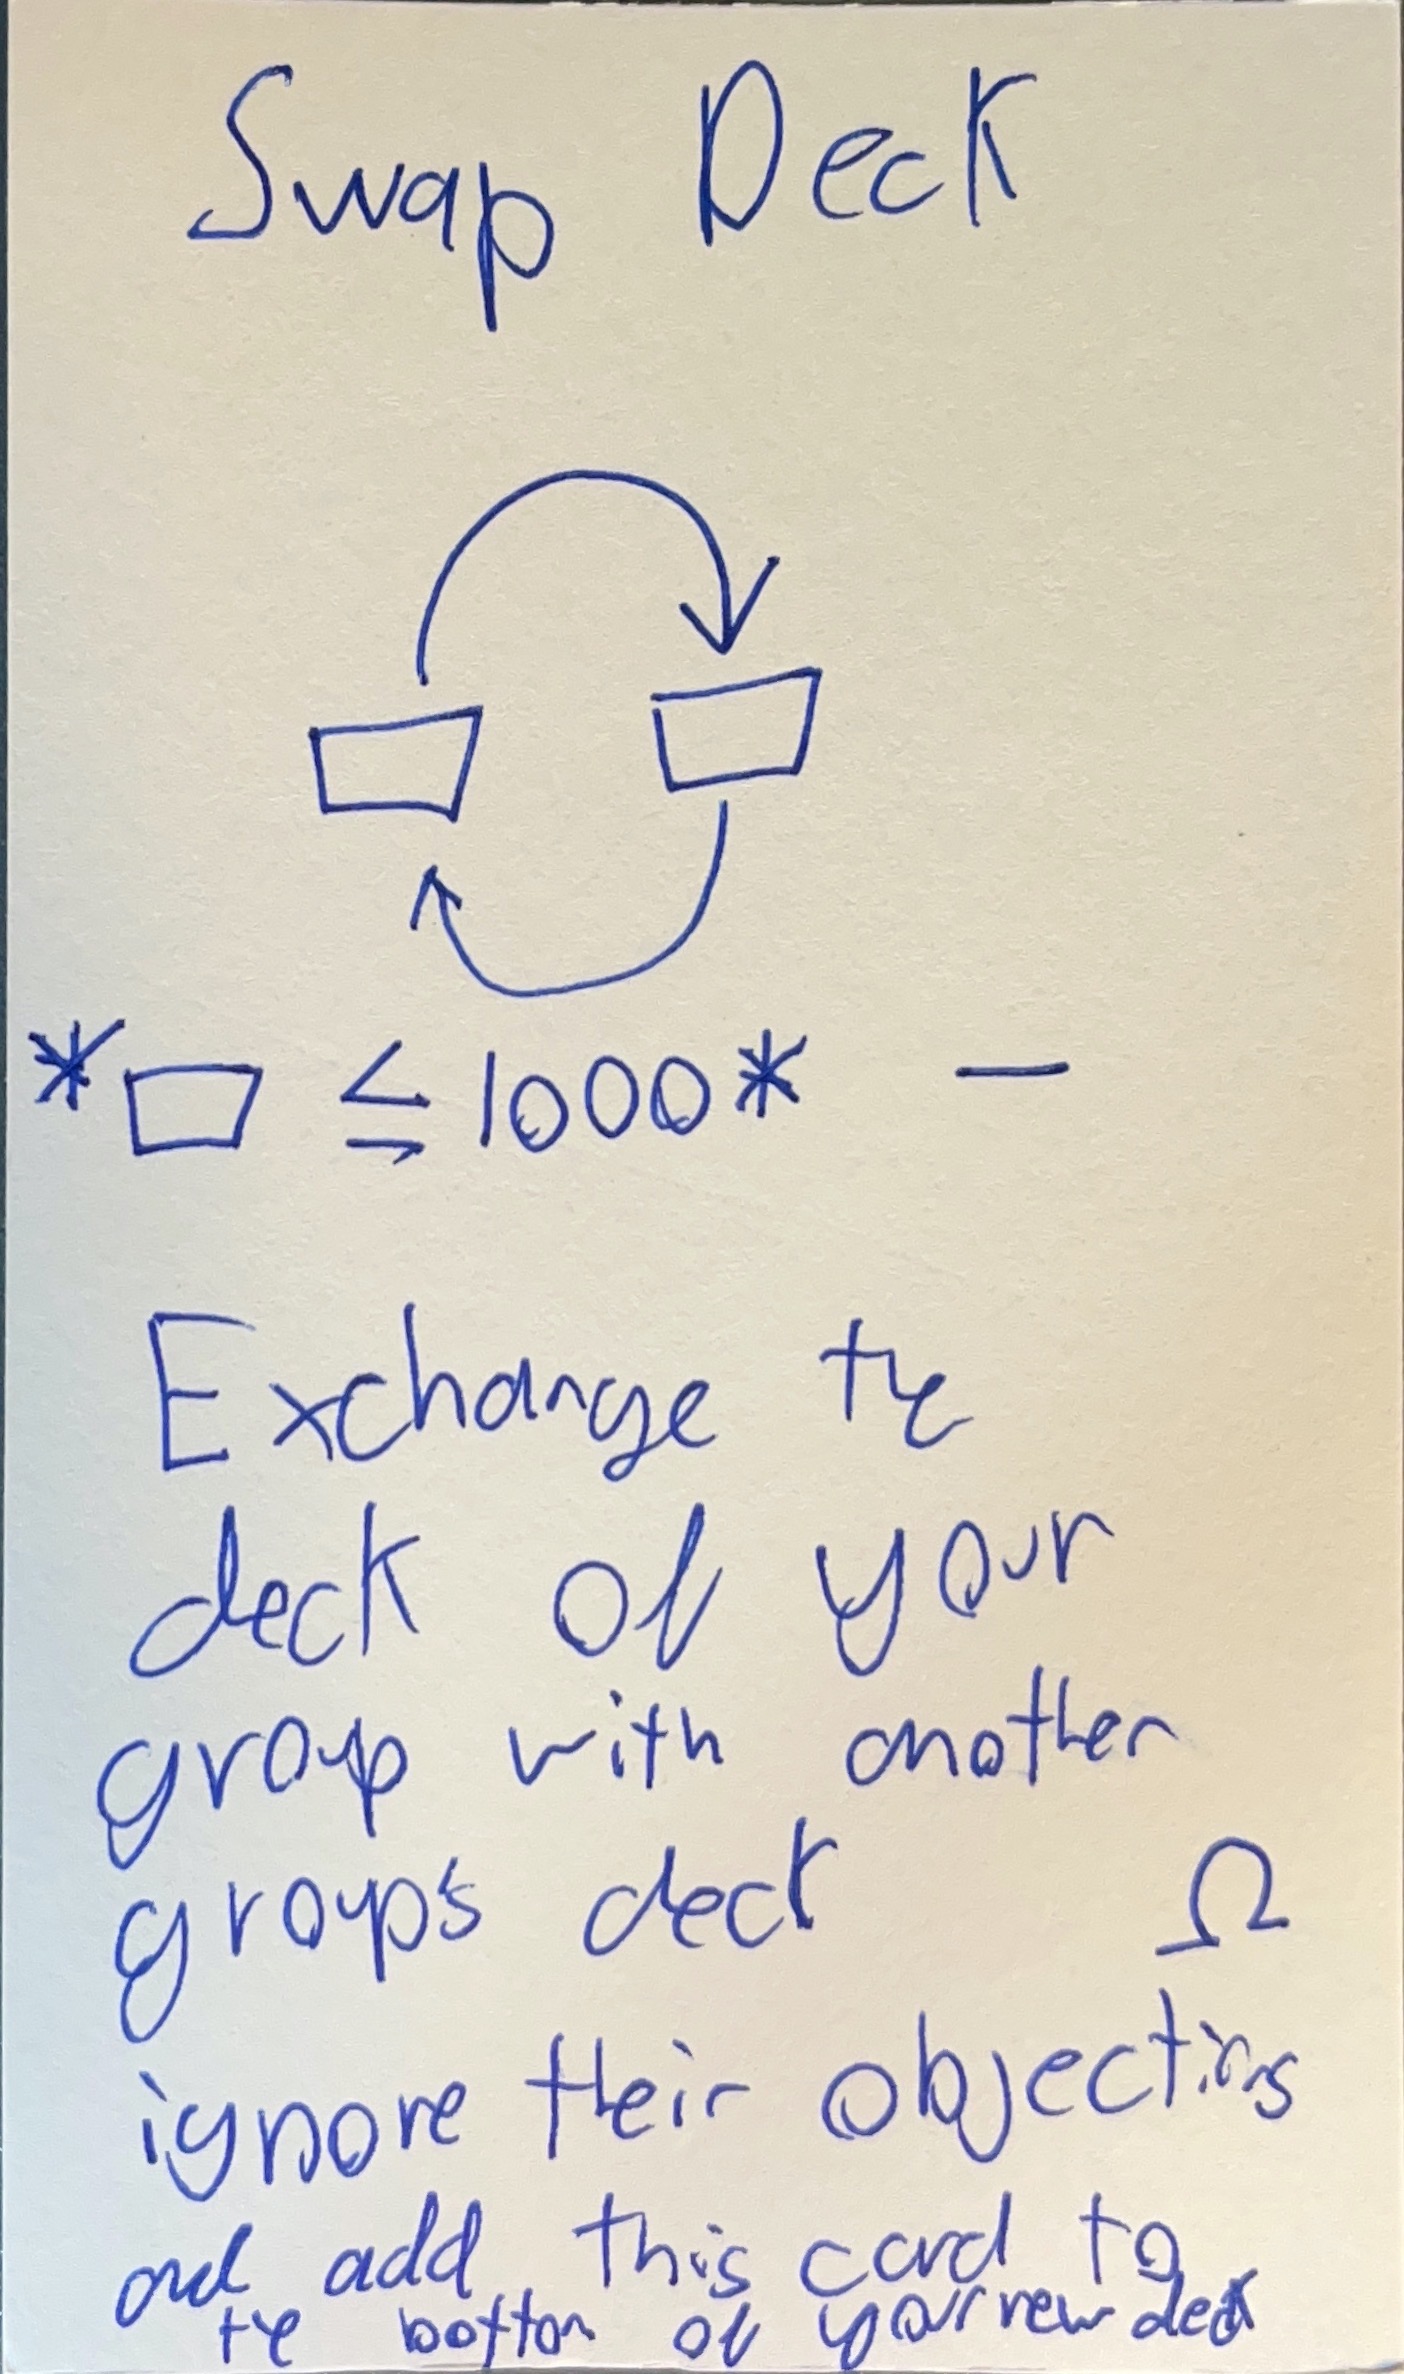 Swap Deck
* ▭ ≤ 1000* —
Exchange the
deck of your
group with another
groups deck
Ω
ignore their objections
and add this card to
the bottom of your new deck